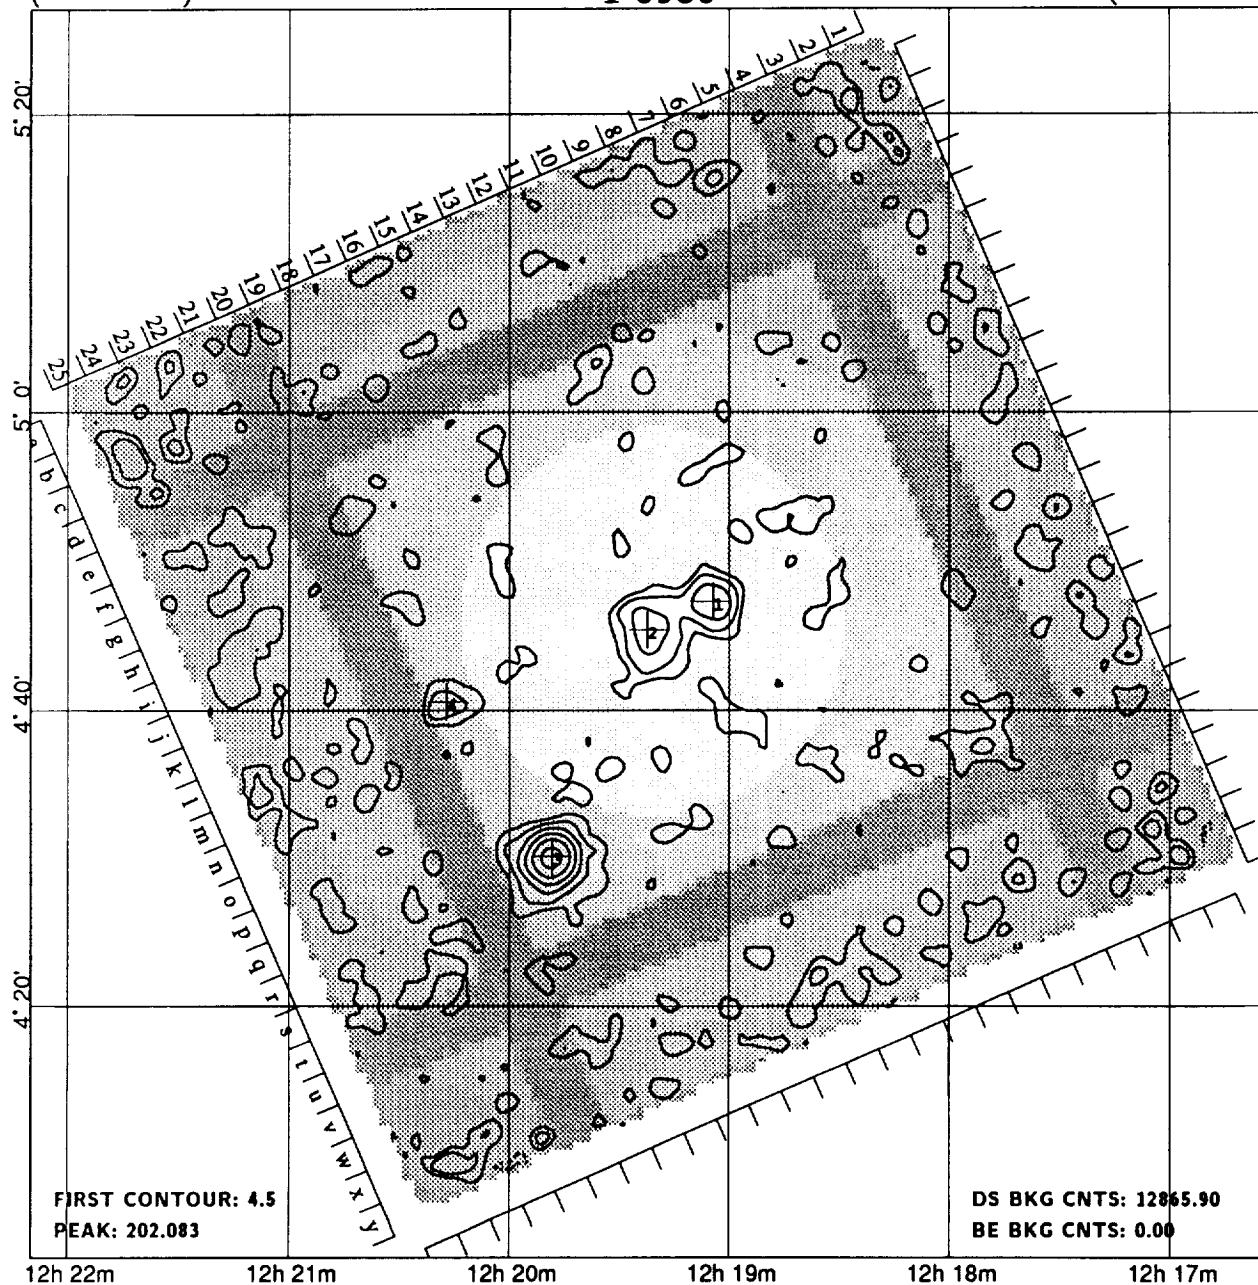 1 2 3 4 5 6 7 8 9 10 11 12 13 14 15 16 17 18 19 20 21 22 23 24 25
5° 20'
5° 0'
4° 40'
4° 20'
b c d e f g h i j k l m n o p q r s t u v w x y
1
2
3
FIRST CONTOUR: 4.5
PEAK: 202.083
DS BKG CNTS: 12865.90
BE BKG CNTS: 0.00
12h 22m 12h 21m 12h 20m 12h 19m 12h 18m 12h 17m